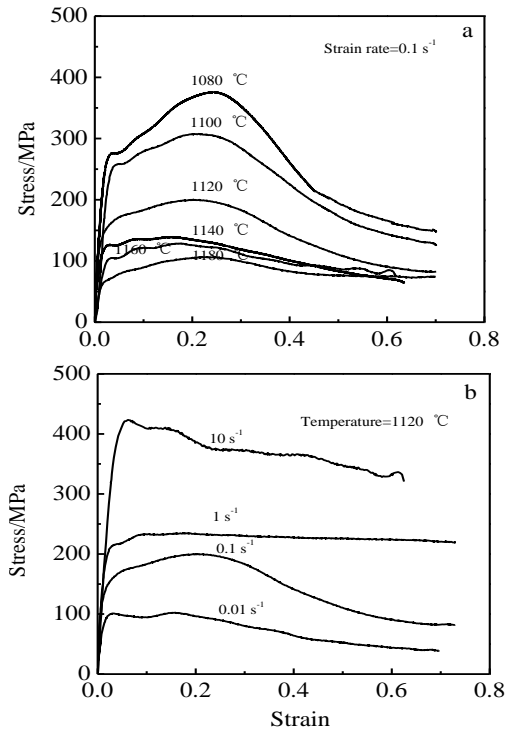 500
a
Strain rate=0.1 s⁻¹
400
1080 ℃
1100 ℃
300
Stress/MPa
200
1120 ℃
1140 ℃
100
1160 ℃
1180 ℃
0
0.0 0.2 0.4 0.6 0.8
500
b
Temperature=1120 ℃
400
10 s⁻¹
300
Stress/MPa
1 s⁻¹
200
0.1 s⁻¹
100
0.01 s⁻¹
0
0.0 0.2 0.4 0.6 0.8
Strain